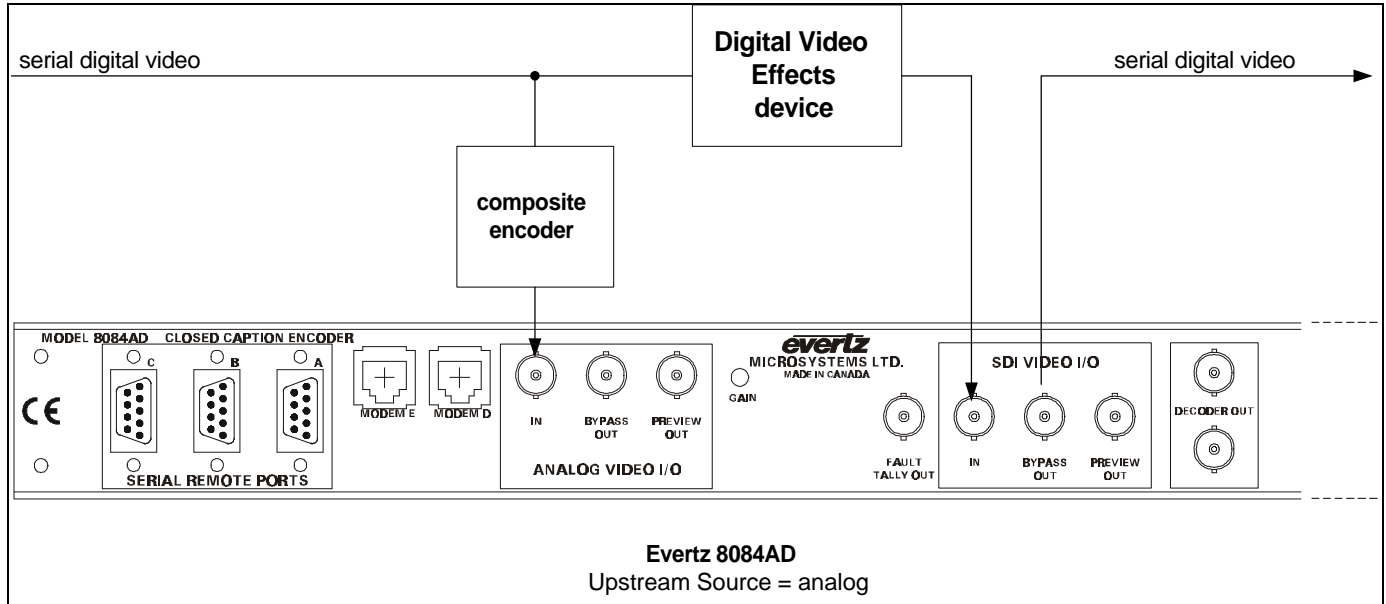 serial digital video
Digital Video
Effects
device
serial digital video
composite
encoder
MODEL 8084AD CLOSED CAPTION ENCODER
C
B
A
CE
MODEM E
MODEM D
SERIAL REMOTE PORTS
IN
BYPASS
OUT
PREVIEW
OUT
ANALOG VIDEO I/O
GAIN
evertz
MICROSYSTEMS LTD.
MADE IN CANADA
FAULT
TALLY OUT
SDI VIDEO I/O
IN
BYPASS
OUT
PREVIEW
OUT
DECODER OUT
Evertz 8084AD
Upstream Source = analog